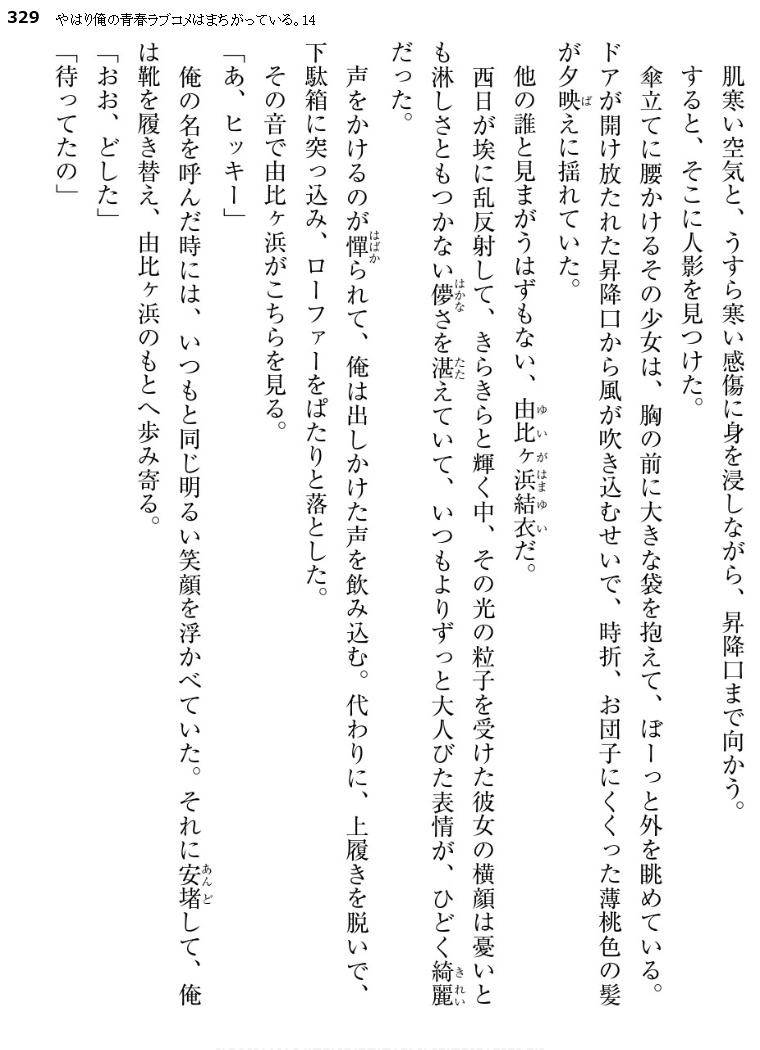 329 やはり俺の青春ラブコメはまちがっている。14
肌寒い空気と、うすら寒い感傷に身を浸しながら、昇降口まで向かう。
すると、そこに人影を見つけた。
傘立てに腰かけるその少女は、胸の前に大きな袋を抱えて、ぼーっと外を眺めている。
ドアが開け放たれた昇降口から風が吹き込むせいで、時折、お団子にくくった薄桃色の髪
が夕映えに揺れていた。
他の誰と見まがうはずもない、由比ヶ浜結衣だ。
西日が埃に乱反射して、きらきらと輝く中、その光の粒子を受けた彼女の横顔は憂いと
も淋しさともつかない儚さを湛えていて、いつもよりずっと大人びた表情が、ひどく綺麗
だった。
声をかけるのが憚られて、俺は出しかけた声を飲み込む。代わりに、上履きを脱いで、
下駄箱に突っ込み、ローファーをぱたりと落とした。
その音で由比ヶ浜がこちらを見る。
「あ、ヒッキー」
俺の名を呼んだ時には、いつもと同じ明るい笑顔を浮かべていた。それに安堵して、俺
は靴を履き替え、由比ヶ浜のもとへ歩み寄る。
「おお、どした」
「待ってたの」